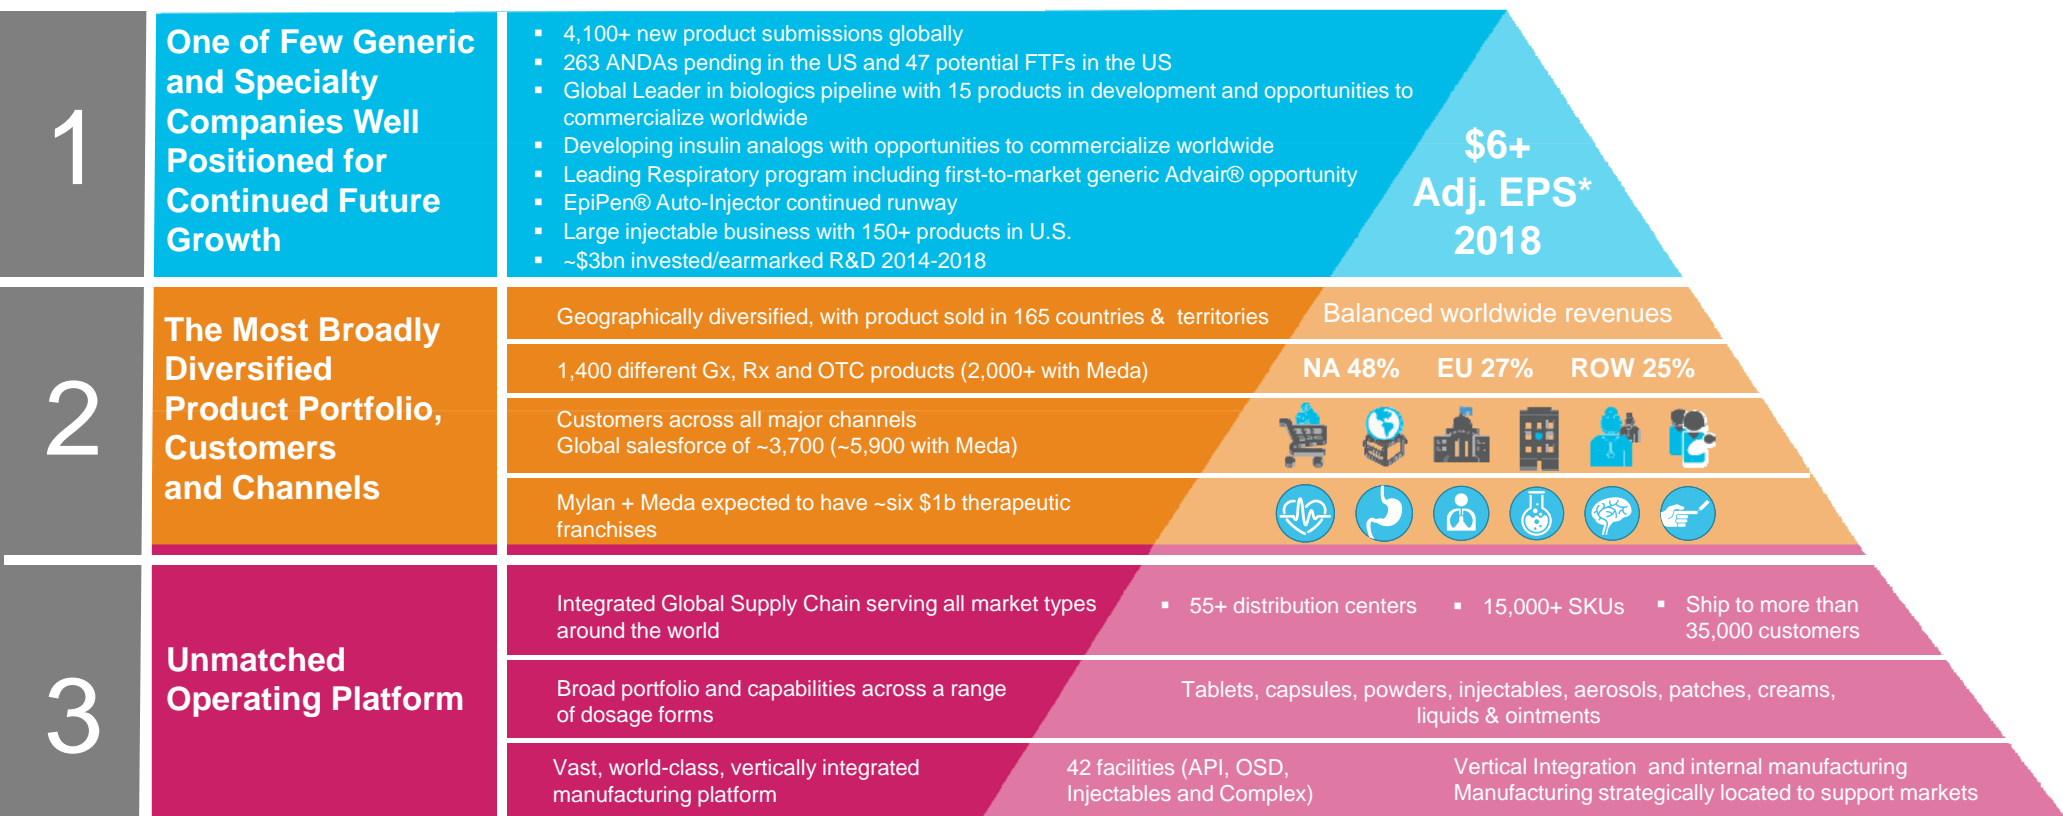 1
One of Few Generic
and Specialty
Companies Well
Positioned for
Continued Future
Growth
▪ 4,100+ new product submissions globally
▪ 263 ANDAs pending in the US and 47 potential FTFs in the US
▪ Global Leader in biologics pipeline with 15 products in development and opportunities to
commercialize worldwide
▪ Developing insulin analogs with opportunities to commercialize worldwide
▪ Leading Respiratory program including first-to-market generic Advair® opportunity
▪ EpiPen® Auto-Injector continued runway
▪ Large injectable business with 150+ products in U.S.
▪ ~$3bn invested/earmarked R&D 2014-2018
$6+
Adj. EPS*
2018
2
The Most Broadly
Diversified
Product Portfolio,
Customers
and Channels
Geographically diversified, with product sold in 165 countries & territories
Balanced worldwide revenues
1,400 different Gx, Rx and OTC products (2,000+ with Meda)
NA 48% EU 27% ROW 25%
Customers across all major channels
Global salesforce of ~3,700 (~5,900 with Meda)
Mylan + Meda expected to have ~six $1b therapeutic
franchises
3
Unmatched
Operating Platform
Integrated Global Supply Chain serving all market types
around the world
▪ 55+ distribution centers
▪ 15,000+ SKUs
▪ Ship to more than
35,000 customers
Broad portfolio and capabilities across a range
of dosage forms
Tablets, capsules, powders, injectables, aerosols, patches, creams,
liquids & ointments
Vast, world-class, vertically integrated
manufacturing platform
42 facilities (API, OSD,
Injectables and Complex)
Vertical Integration and internal manufacturing
Manufacturing strategically located to support markets